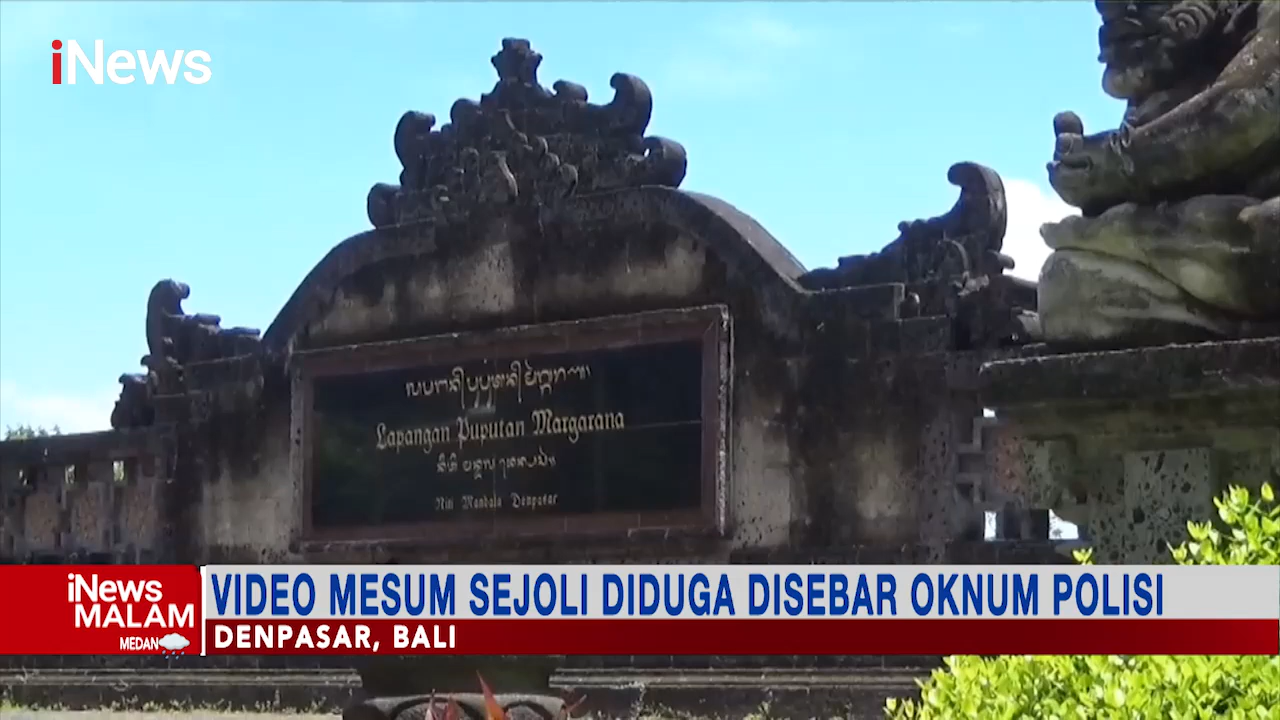 iNews
Lapangan Puputan Margarana
Niti Mandala Denpasar
iNews
MALAM
MEDAN
VIDEO MESUM SEJOLI DIDUGA DISEBAR OKNUM POLISI
DENPASAR, BALI